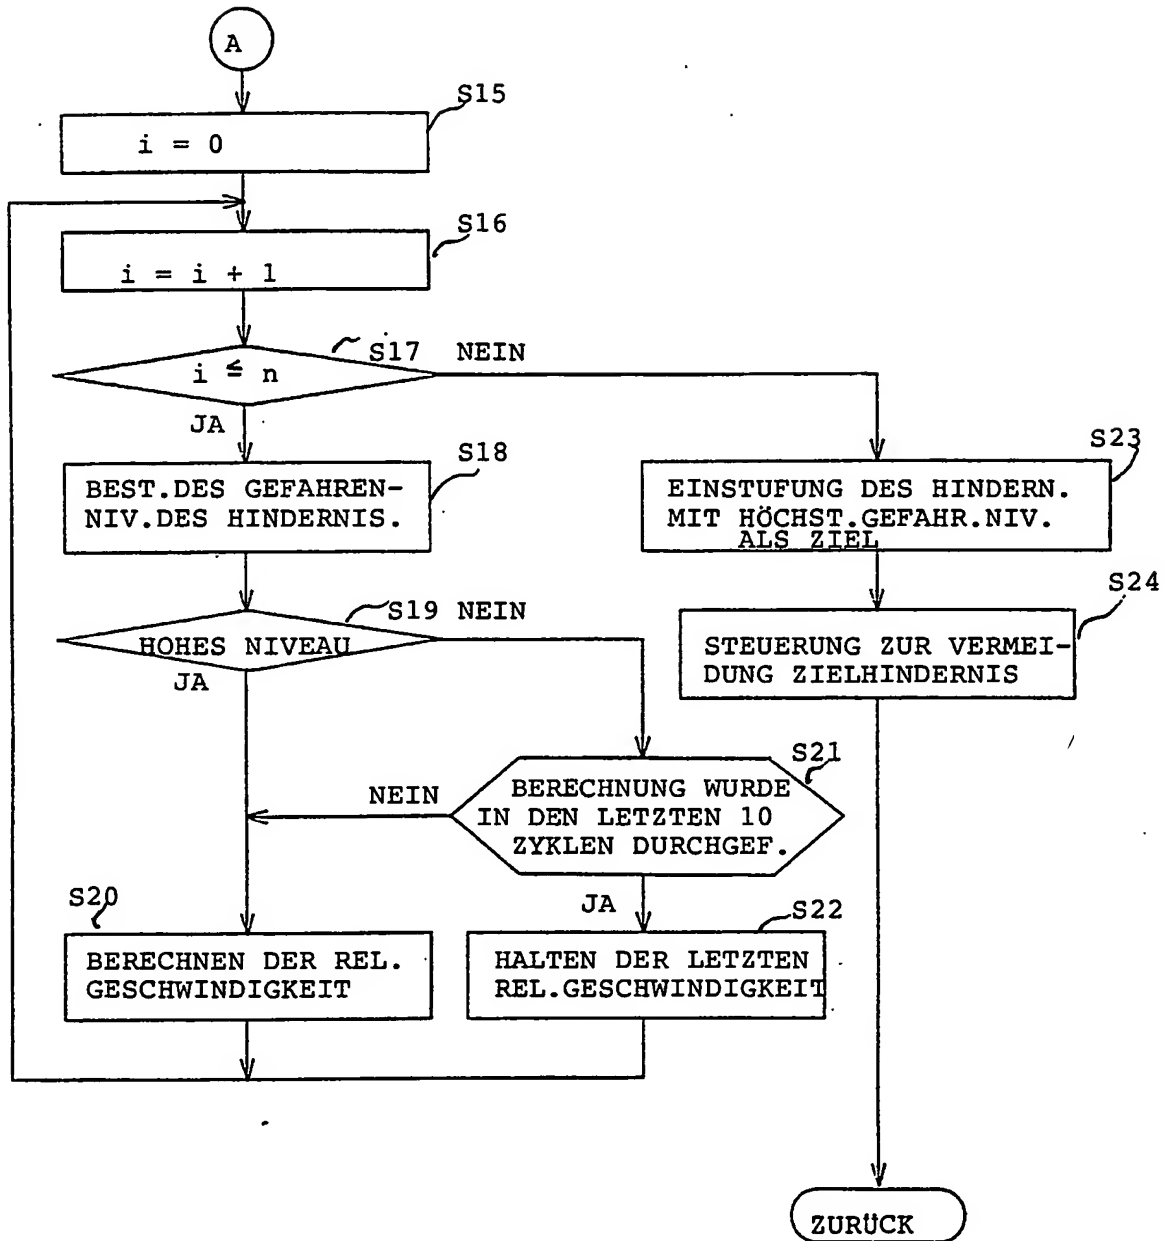 A
S15
i = 0
S16
i = i + 1
S17 NEIN
i ≤ n
JA
S18
BEST.DES GEFAHREN-
NIV.DES HINDERNIS.
S23
EINSTUFUNG DES HINDERN.
MIT HÖCHST.GEFAHR.NIV.
ALS ZIEL
S19 NEIN
HOHES NIVEAU
JA
S24
STEUERUNG ZUR VERMEI-
DUNG ZIELHINDERNIS
S21
BERECHNUNG WURDE
IN DEN LETZTEN 10
ZYKLEN DURCHGEF.
NEIN
JA
S20
BERECHNEN DER REL.
GESCHWINDIGKEIT
S22
HALTEN DER LETZTEN
REL.GESCHWINDIGKEIT
ZURÜCK